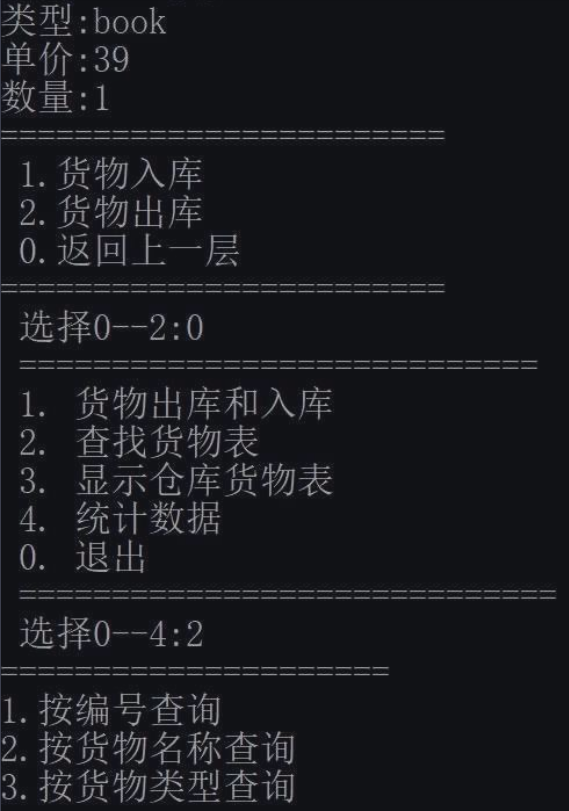 类型:book
单价:39
数量:1
========================
1.货物入库
2.货物出库
0.返回上一层
========================
选择0--2:0
============================
1. 货物出库和入库
2. 查找货物表
3. 显示仓库货物表
4. 统计数据
0. 退出
=============================
选择0--4:2
=====================
1.按编号查询
2.按货物名称查询
3.按货物类型查询